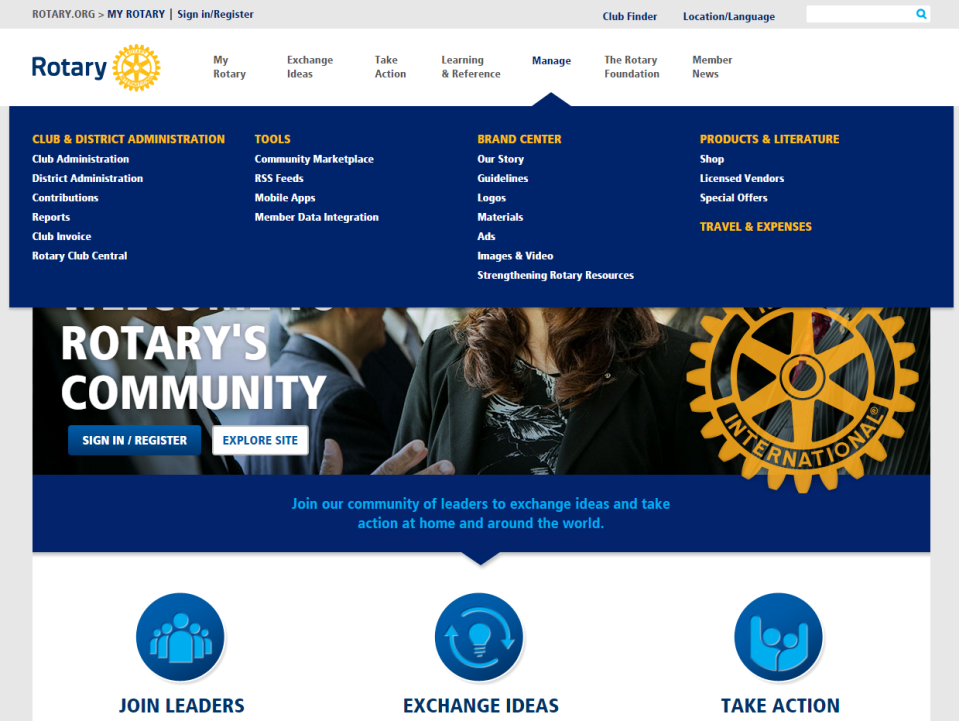 ROTARY.ORG > MY ROTARY | Sign in/Register
Club Finder
Location/Language
Rotary
My
Rotary
Exchange
Ideas
Take
Action
Learning
& Reference
Manage
The Rotary
Foundation
Member
News
CLUB & DISTRICT ADMINISTRATION
Club Administration
District Administration
Contributions
Reports
Club Invoice
Rotary Club Central
TOOLS
Community Marketplace
RSS Feeds
Mobile Apps
Member Data Integration
BRAND CENTER
Our Story
Guidelines
Logos
Materials
Ads
Images & Video
Strengthening Rotary Resources
PRODUCTS & LITERATURE
Shop
Licensed Vendors
Special Offers
TRAVEL & EXPENSES
WELCOME TO
ROTARY'S
COMMUNITY
SIGN IN / REGISTER
EXPLORE SITE
INTERNATIONAL®
Join our community of leaders to exchange ideas and take
action at home and around the world.
JOIN LEADERS
EXCHANGE IDEAS
TAKE ACTION